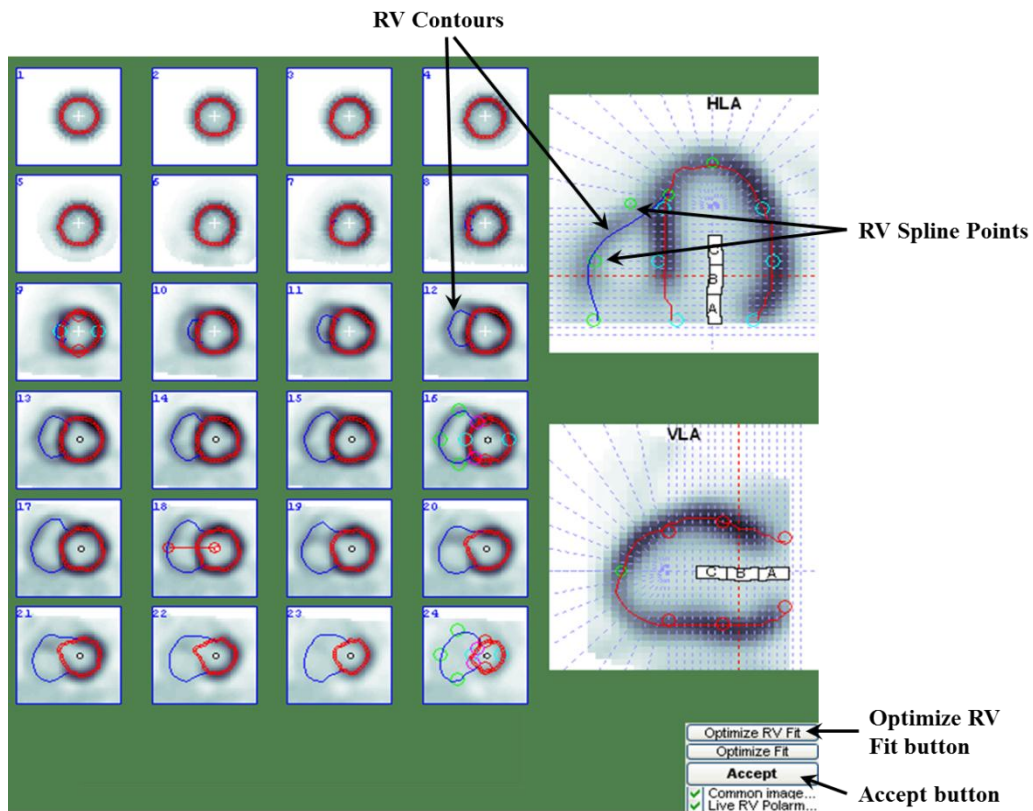 RV Contours
1
2
3
4
HLA
5
6
7
8
RV Spline Points
C
B
A
9
10
11
12
13
14
15
16
VLA
17
18
19
20
C B A
21
22
23
24
Optimize RV Fit
Optimize RV
Fit button
Optimize Fit
Accept
Accept button
Common image...
Live RV Polarm...